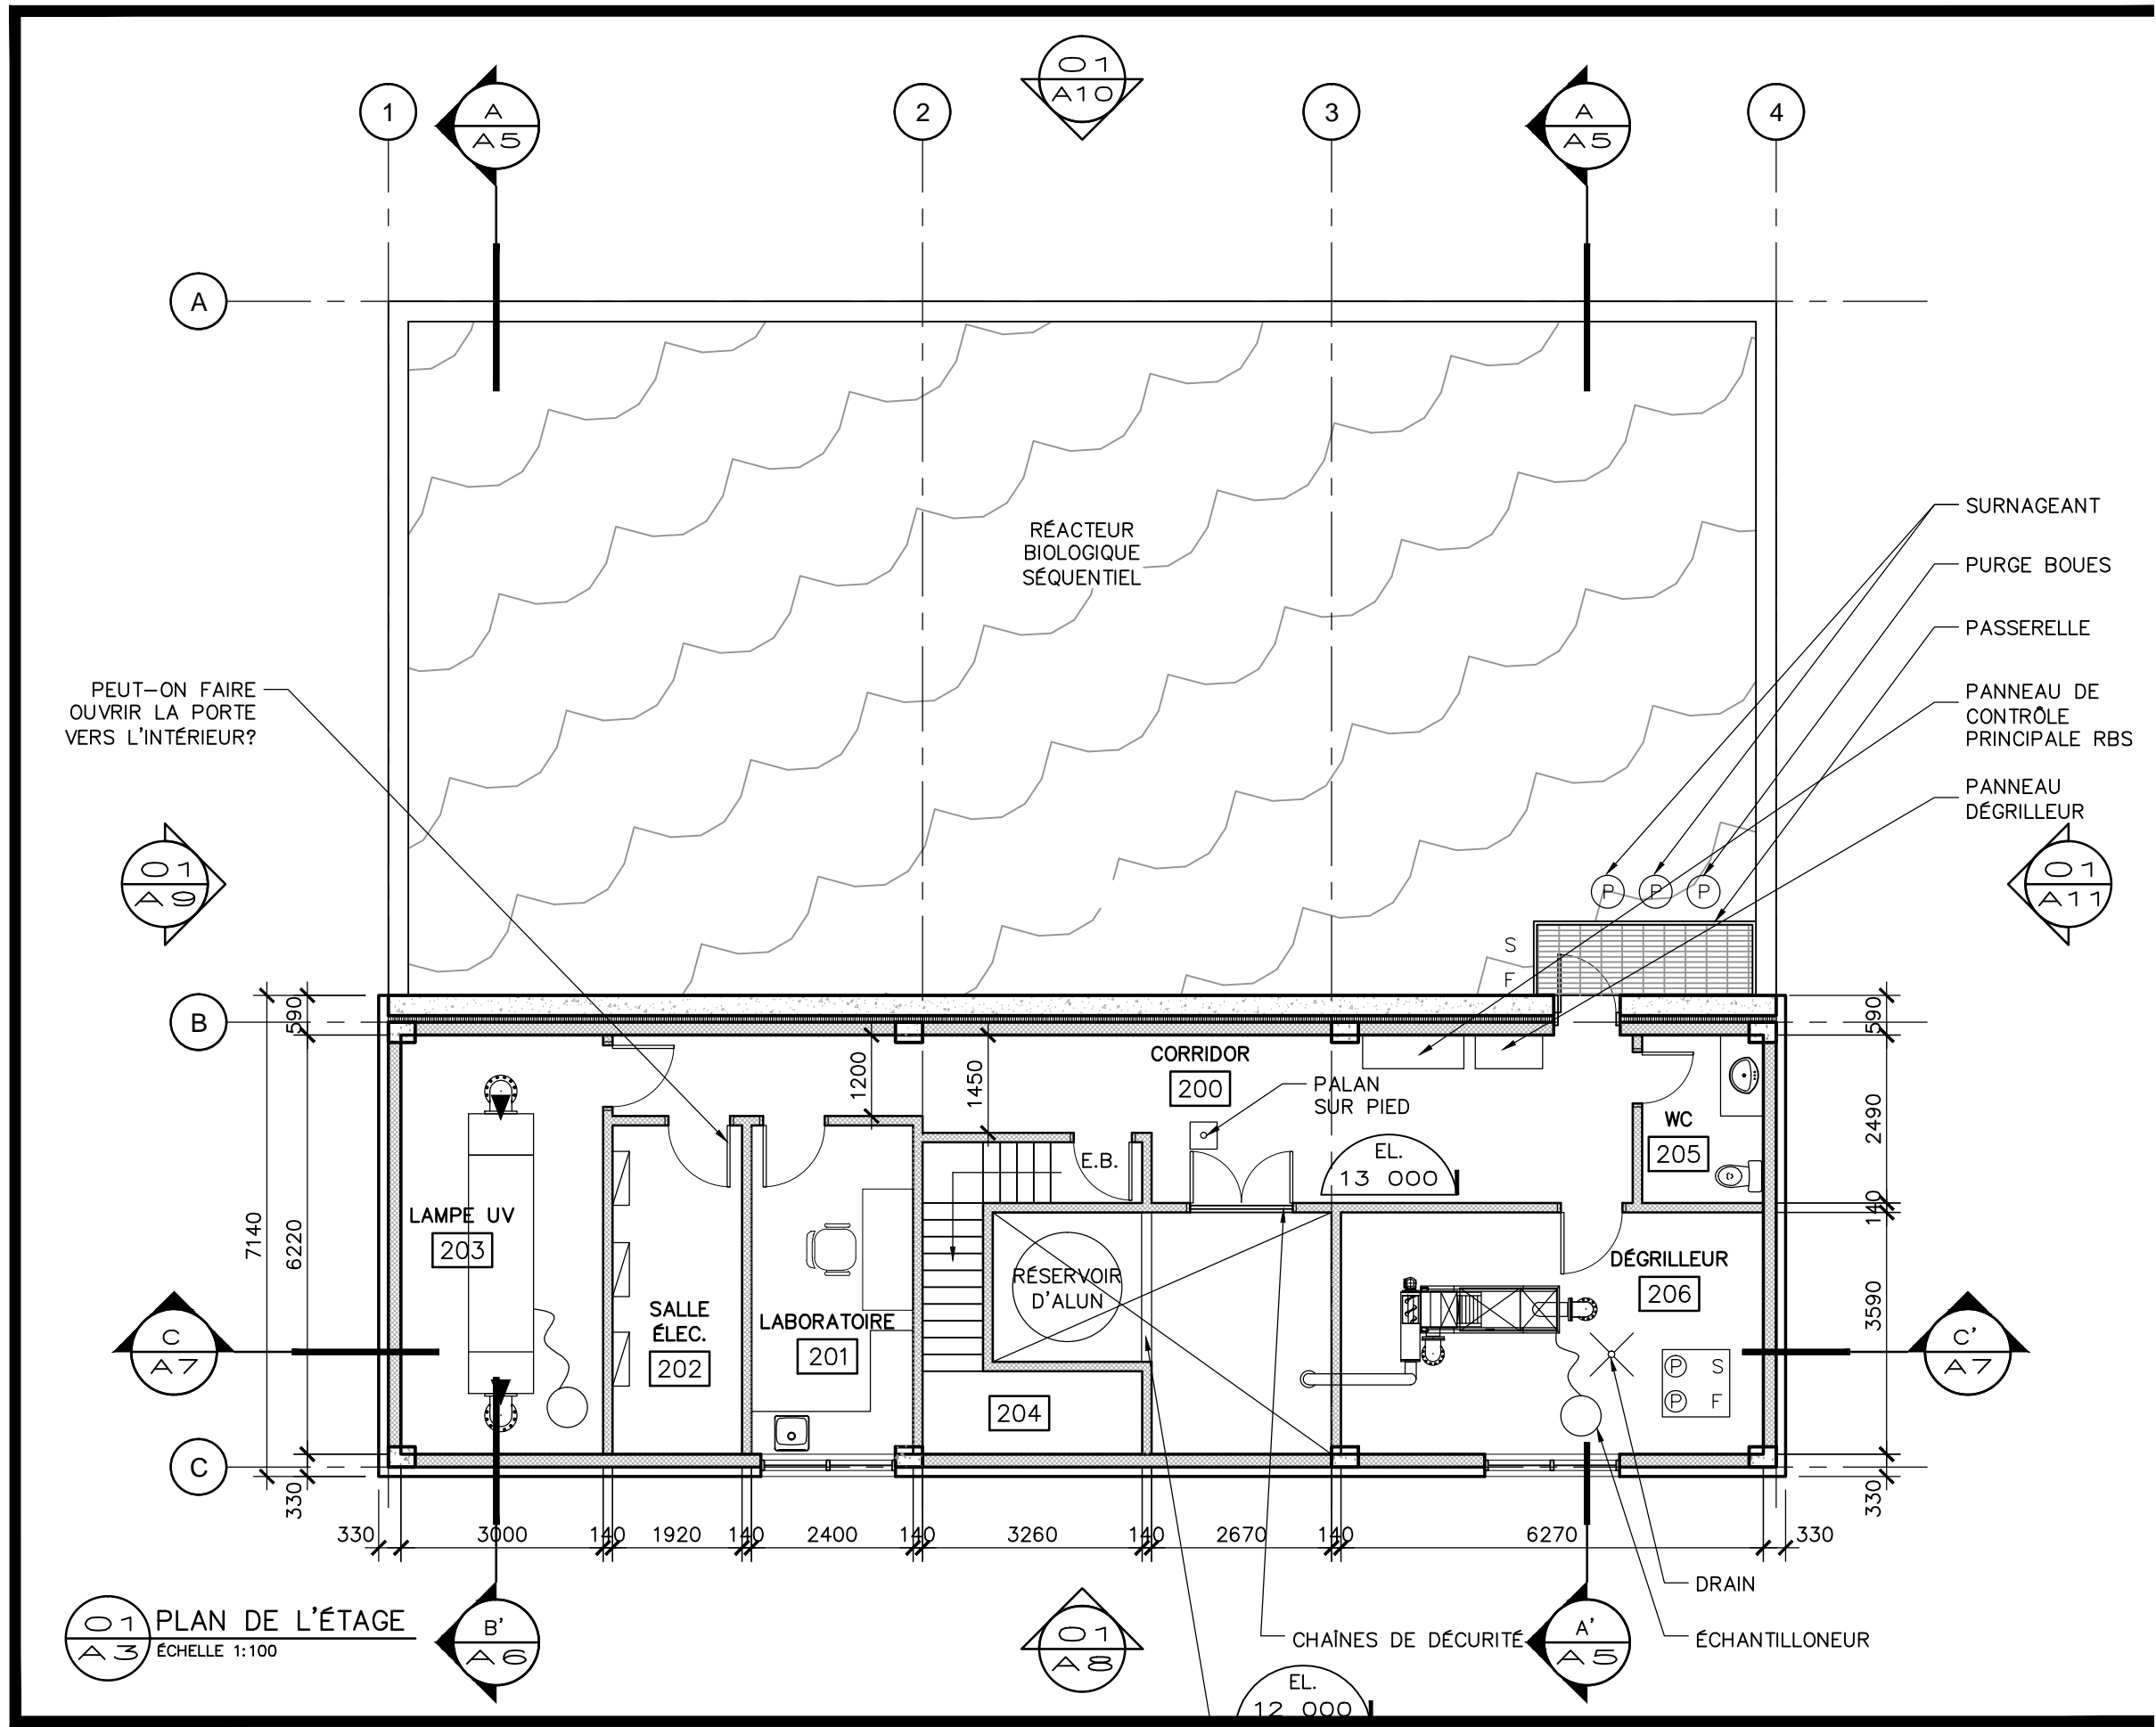 01
A10
1
A
A5
2
3
A
A5
4
A
RÉACTEUR
BIOLOGIQUE
SÉQUENTIEL
SURNAGEANT
PURGE BOUES
PASSERELLE
PANNEAU DE
CONTRÔLE
PRINCIPALE RBS
PANNEAU
DÉGRILLEUR
PEUT-ON FAIRE
OUVRIR LA PORTE
VERS L'INTÉRIEUR?
01
A9
01
A11
P P P
S
F
B
590
590
CORRIDOR
200
1200
1450
PALAN
SUR PIED
WC
205
2490
E.B.
EL.
13 000
140
7140
6220
LAMPE UV
203
RÉSERVOIR
D'ALUN
DÉGRILLEUR
206
3590
SALLE
ÉLEC.
202
LABORATOIRE
201
204
C
A7
C'
A7
P S
P F
C
330
330
330 3000 140 1920 140 2400 140 3260 140 2670 140 6270 330
DRAIN
ÉCHANTILLONEUR
CHAÎNES DE DÉCURITÉ
01
A3
PLAN DE L'ÉTAGE
ÉCHELLE 1:100
B'
A6
01
A8
A'
A5
EL.
12 000